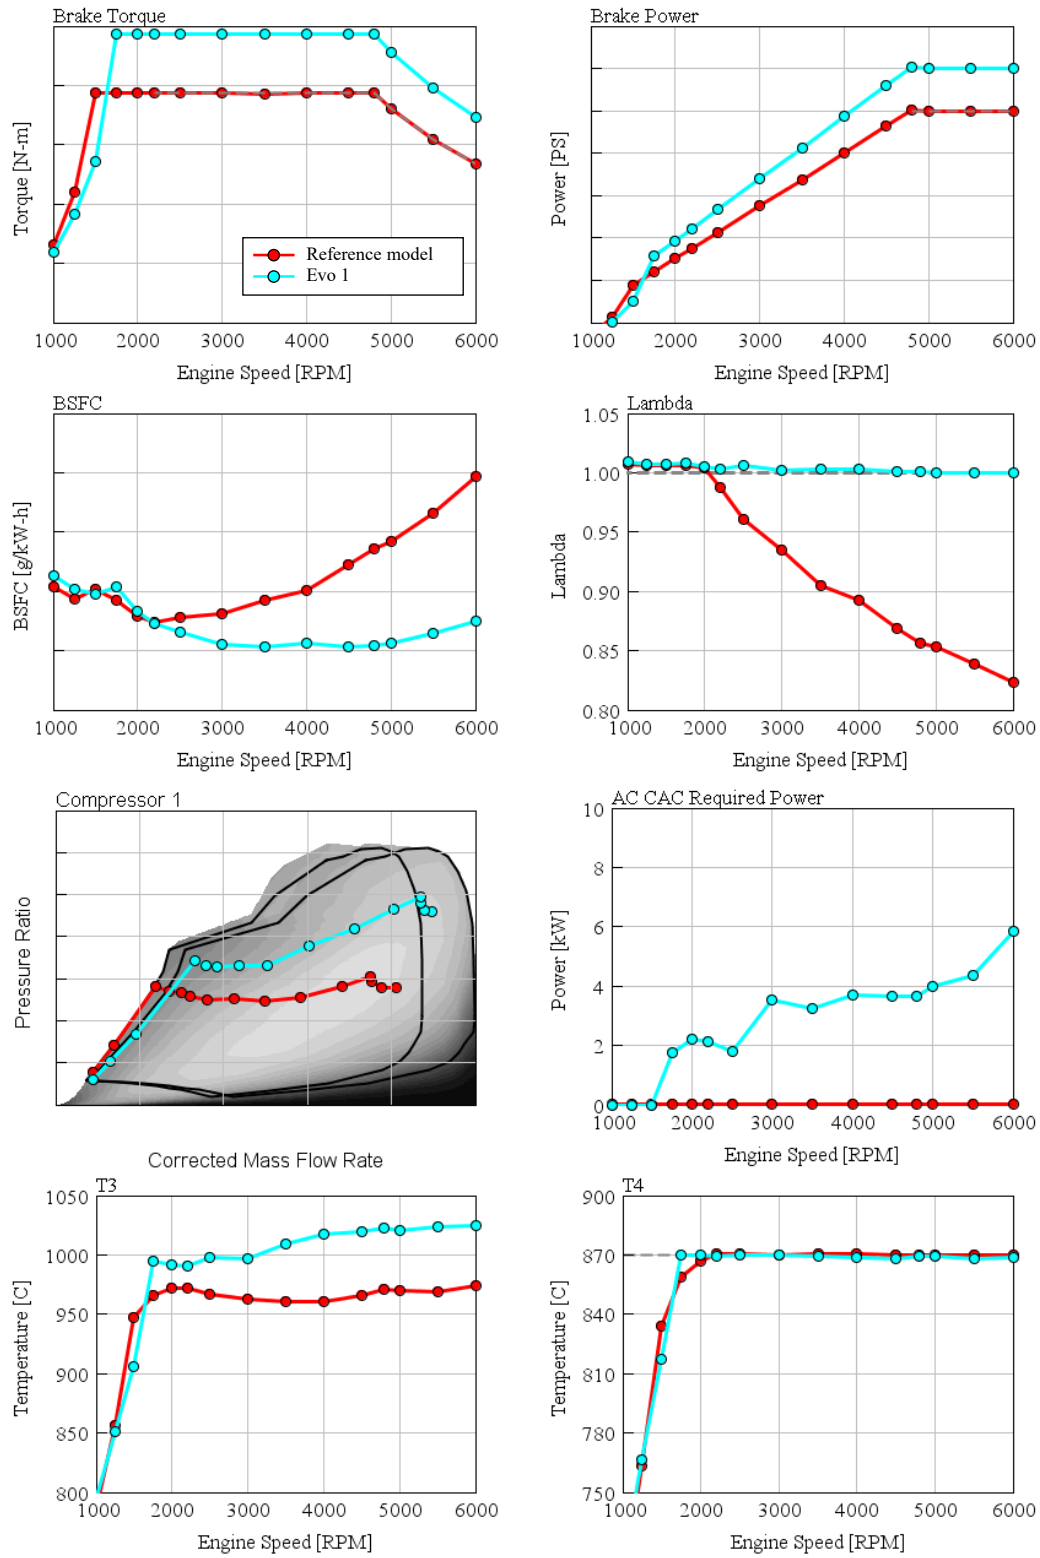 Brake Torque
Torque [N-m]
Reference model
Evo 1
1000 2000 3000 4000 5000 6000
Engine Speed [RPM]
Brake Power
Power [PS]
1000 2000 3000 4000 5000 6000
Engine Speed [RPM]
BSFC
BSFC [g/kW-h]
1000 2000 3000 4000 5000 6000
Engine Speed [RPM]
Lambda
Lambda
1.05
1.00
0.95
0.90
0.85
0.80
1000 2000 3000 4000 5000 6000
Engine Speed [RPM]
Compressor 1
Pressure Ratio
Corrected Mass Flow Rate
AC CAC Required Power
Power [kW]
10
8
6
4
2
0
1000 2000 3000 4000 5000 6000
Engine Speed [RPM]
T3
Temperature [C]
1050
1000
950
900
850
800
1000 2000 3000 4000 5000 6000
Engine Speed [RPM]
T4
Temperature [C]
900
870
840
810
780
750
1000 2000 3000 4000 5000 6000
Engine Speed [RPM]